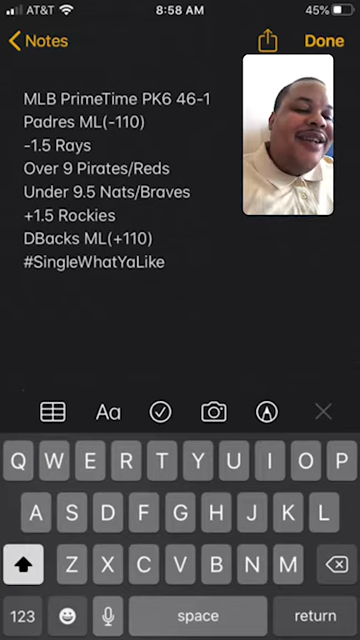 AT&T 8:58 AM 45%
Notes Done
MLB PrimeTime PK6 46-1
Padres ML(-110)
-1.5 Rays
Over 9 Pirates/Reds
Under 9.5 Nats/Braves
+1.5 Rockies
DBacks ML(+110)
#SingleWhatYaLike
Aa
Q W E R T Y U I O P
A S D F G H J K L
Z X C V B N M
123 space return